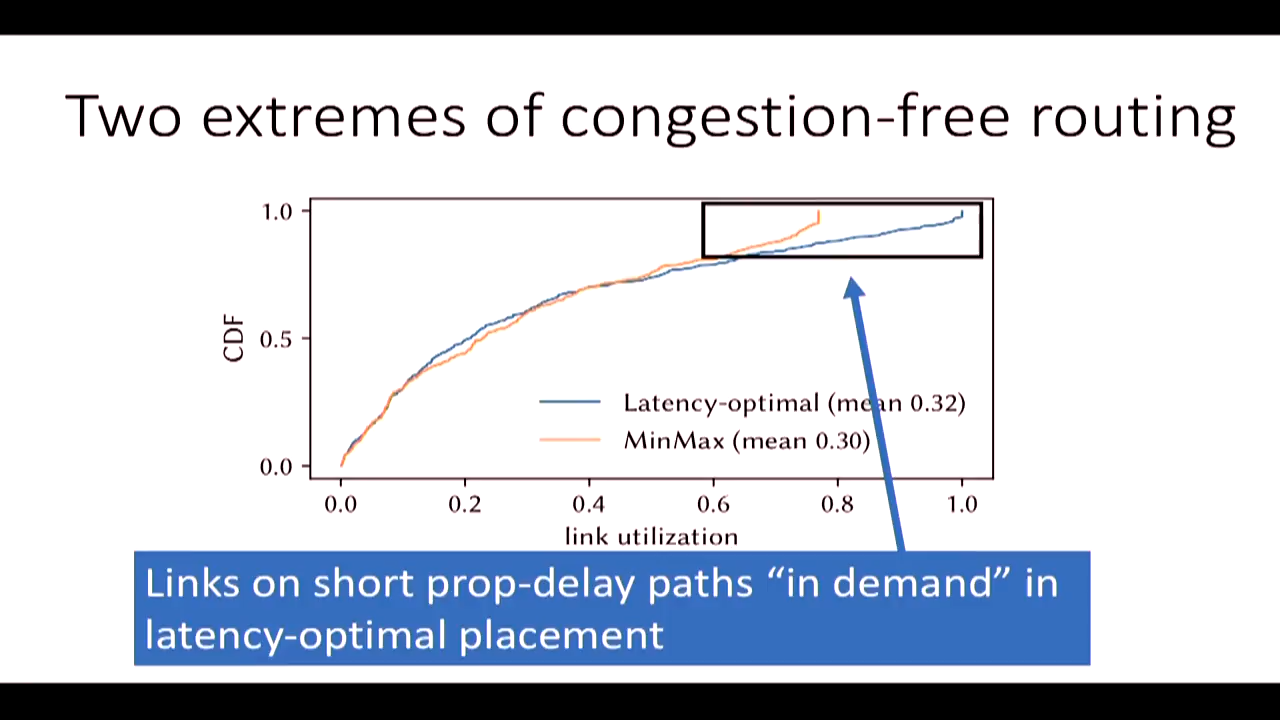 Two extremes of congestion-free routing
1.0
0.5
0.0
CDF
Latency-optimal (mean 0.32)
MinMax (mean 0.30)
0.0 0.2 0.4 0.6 0.8 1.0
link utilization
Links on short prop-delay paths “in demand” in
latency-optimal placement